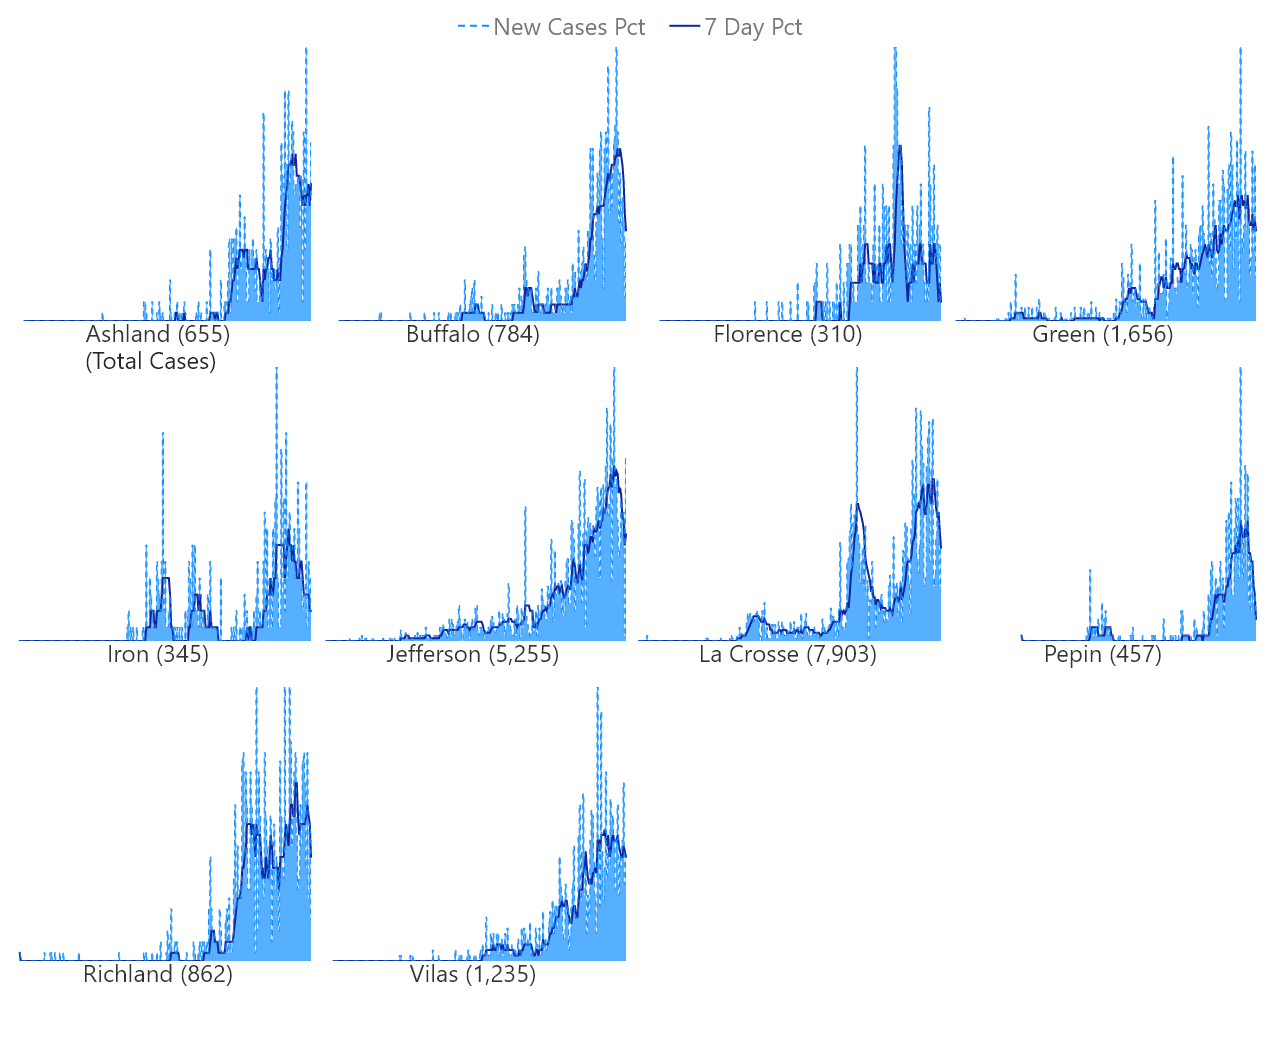 New Cases Pct 7 Day Pct
Ashland (655)
(Total Cases)
Buffalo (784)
Florence (310)
Green (1,656)
Iron (345)
Jefferson (5,255)
La Crosse (7,903)
Pepin (457)
Richland (862)
Vilas (1,235)